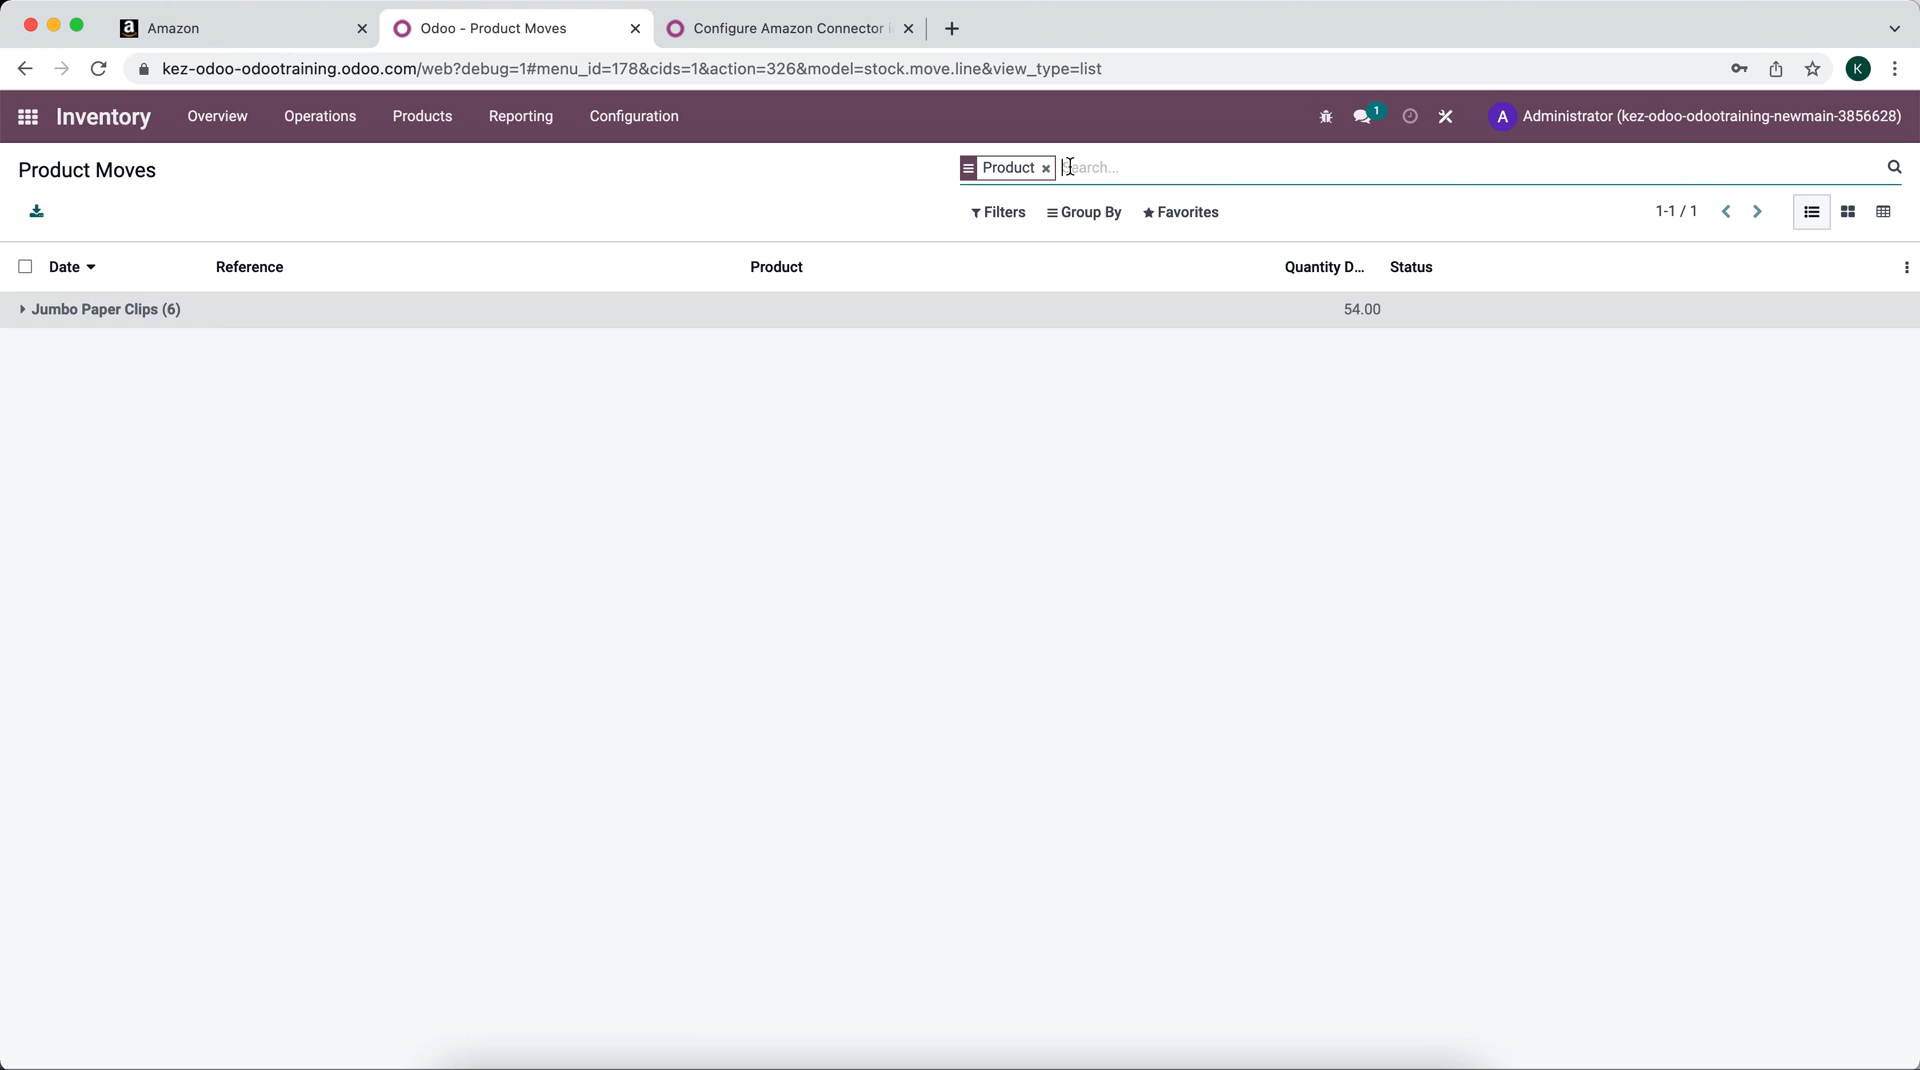 Amazon
Odoo - Product Moves
Configure Amazon Connector i
kez-odoo-odootraining.odoo.com/web?debug=1#menu_id=178&cids=1&action=326&model=stock.move.line&view_type=list
K
Inventory
Overview
Operations
Products
Reporting
Configuration
1
A
Administrator (kez-odoo-odootraining-newmain-3856628)
Product Moves
Product
Search...
Filters
Group By
Favorites
1-1 / 1
Date
Reference
Product
Quantity D...
Status
Jumbo Paper Clips (6)
54.00